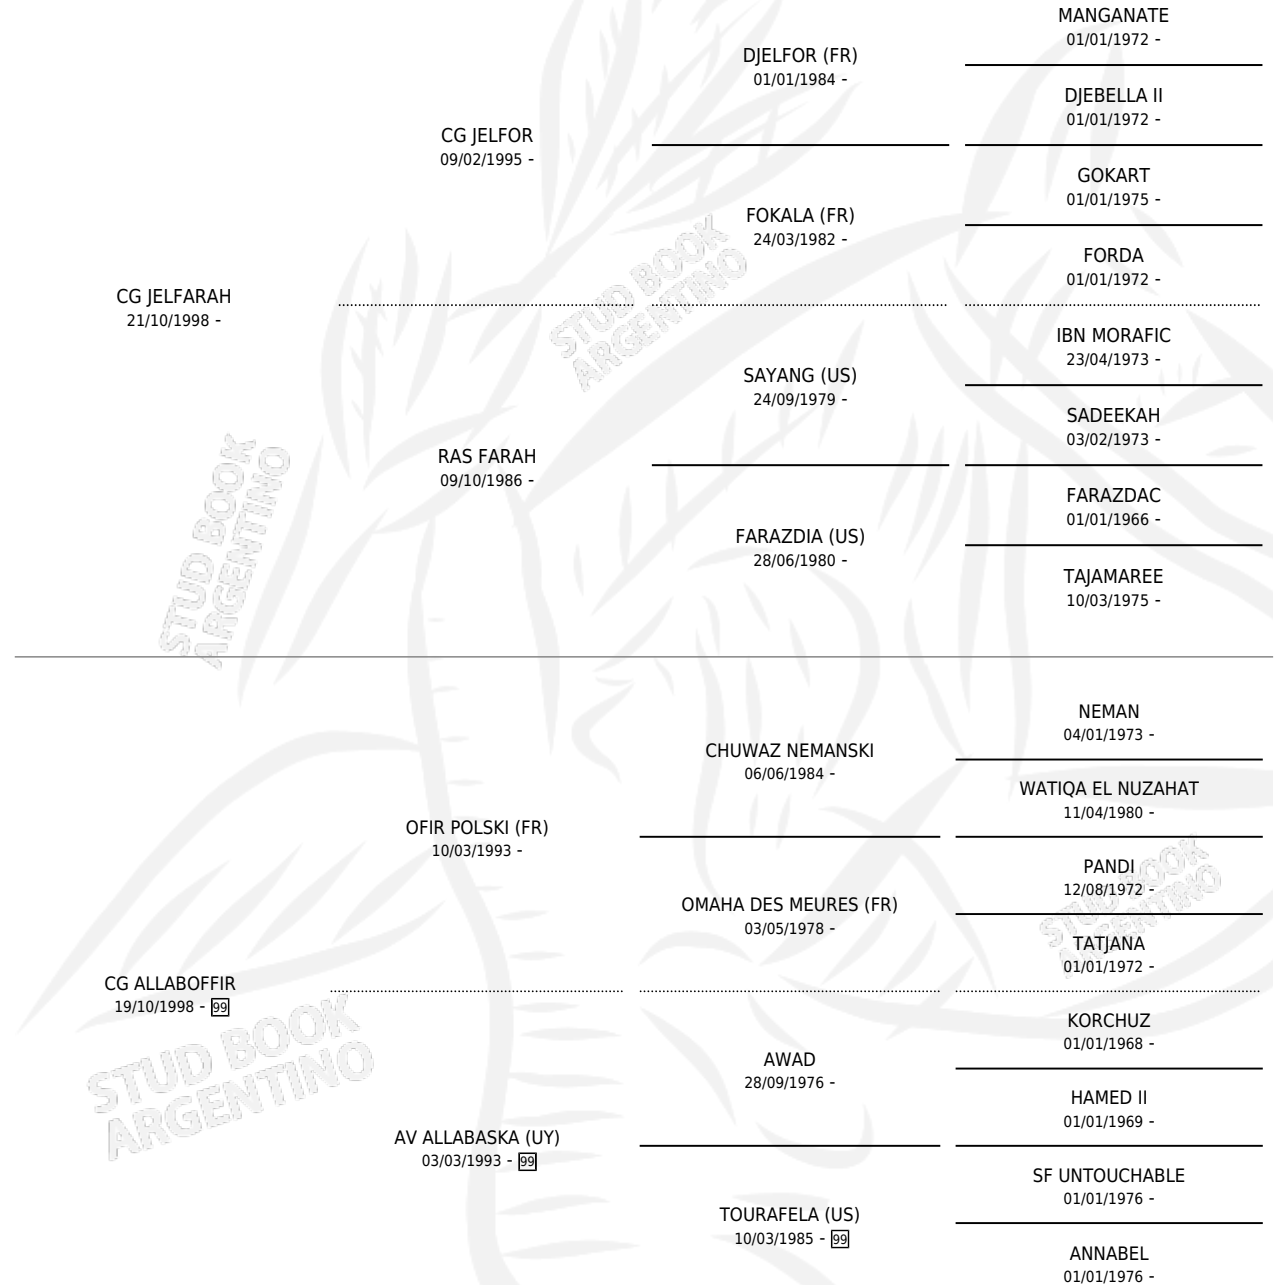 MANGANATE
01/01/1972 -
DJELFOR (FR)
01/01/1984 -
DJEBELLA II
01/01/1972 -
CG JELFOR
09/02/1995 -
GOKART
01/01/1975 -
FOKALA (FR)
24/03/1982 -
FORDA
01/01/1972 -
CG JELFARAH
21/10/1998 -
IBN MORAFIC
23/04/1973 -
SAYANG (US)
24/09/1979 -
SADEEKAH
03/02/1973 -
RAS FARAH
09/10/1986 -
FARAZDAC
01/01/1966 -
FARAZDIA (US)
28/06/1980 -
TAJAMAREE
10/03/1975 -
STUD BOOK
ARGENTINO
STUD BOOK
ARGENTINO
NEMAN
04/01/1973 -
CHUWAZ NEMANSKI
06/06/1984 -
WATIQA EL NUZAHAT
11/04/1980 -
OFIR POLSKI (FR)
10/03/1993 -
PANDI
12/08/1972 -
OMAHA DES MEURES (FR)
03/05/1978 -
TATJANA
01/01/1972 -
CG ALLABOFFIR
19/10/1998 - 99
KORCHUZ
01/01/1968 -
AWAD
28/09/1976 -
HAMED II
01/01/1969 -
AV ALLABASKA (UY)
03/03/1993 - 99
SF UNTOUCHABLE
01/01/1976 -
TOURAFELA (US)
10/03/1985 - 99
ANNABEL
01/01/1976 -
STUD BOOK
ARGENTINO
STUD BOOK
ARGENTINO